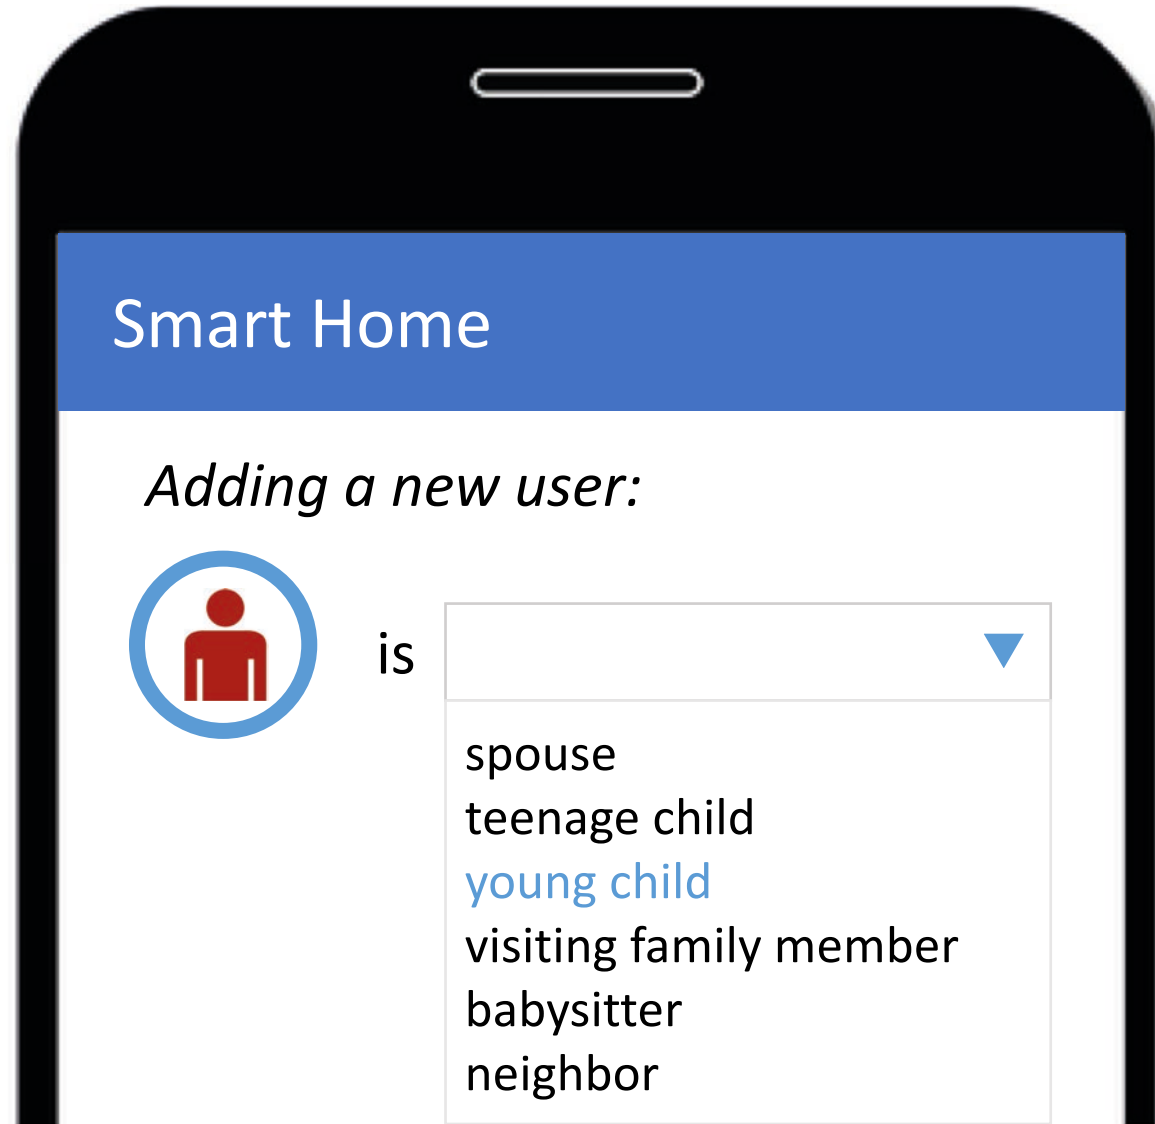 Smart Home
Adding a new user:
is
spouse
teenage child
young child
visiting family member
babysitter
neighbor